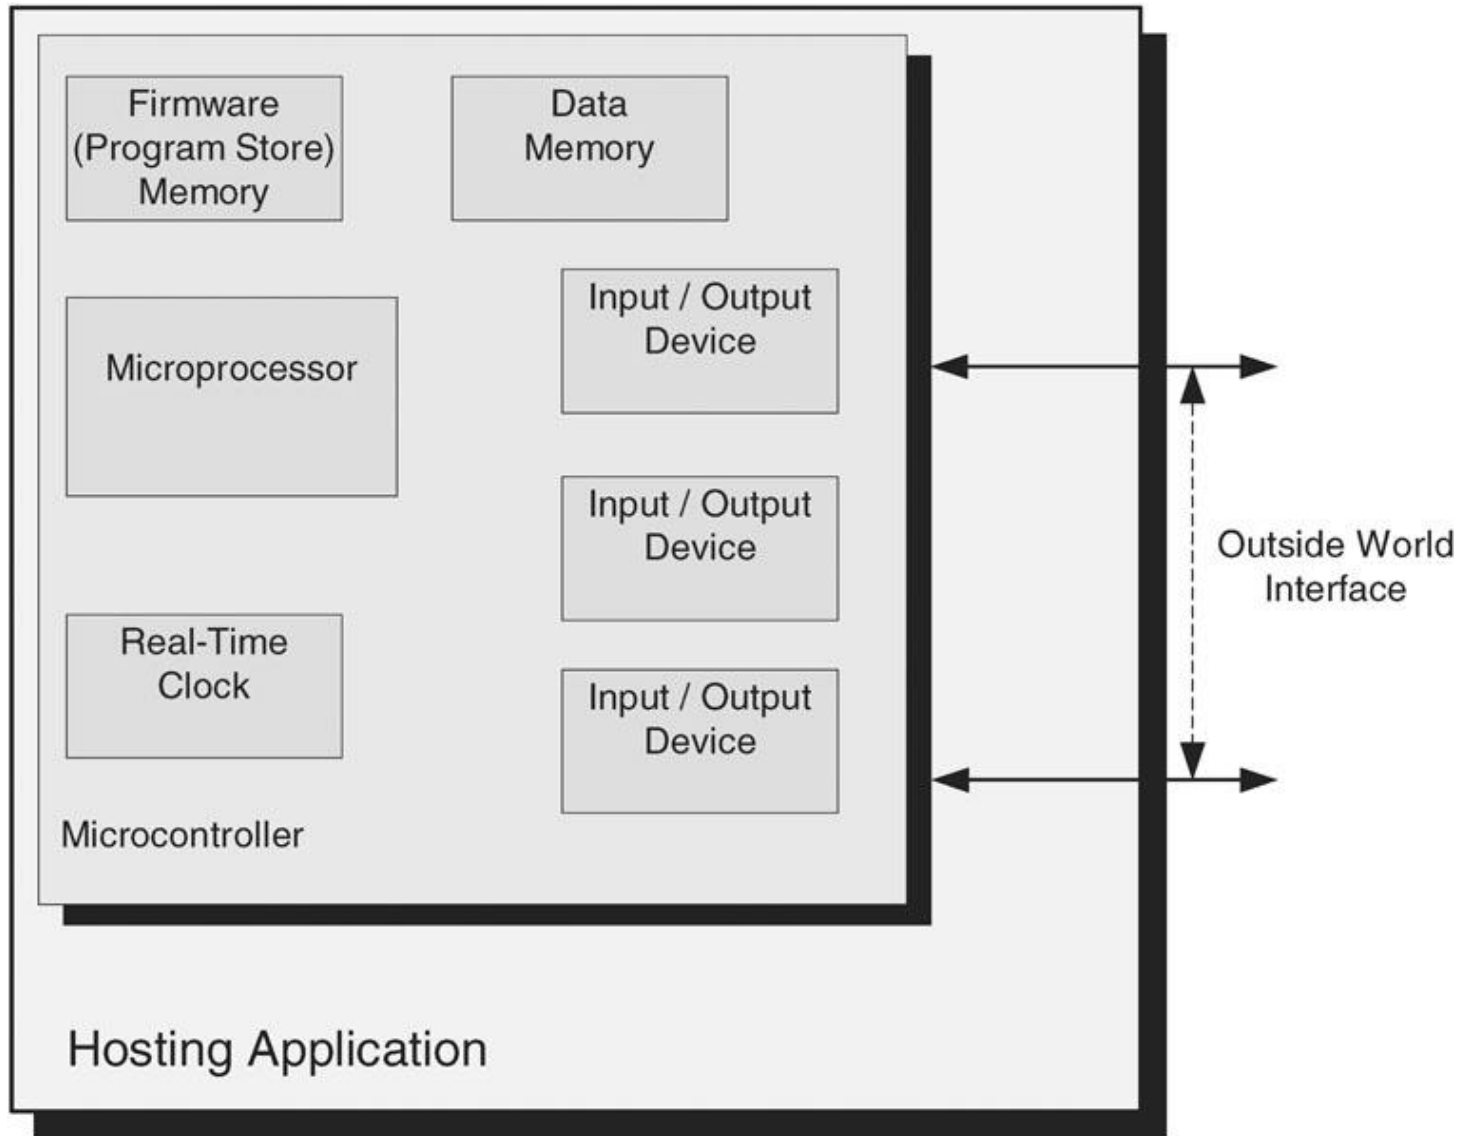 Firmware
(Program Store)
Memory
Data
Memory
Input / Output
Device
Microprocessor
Input / Output
Device
Outside World
Interface
Real-Time
Clock
Input / Output
Device
Microcontroller
Hosting Application